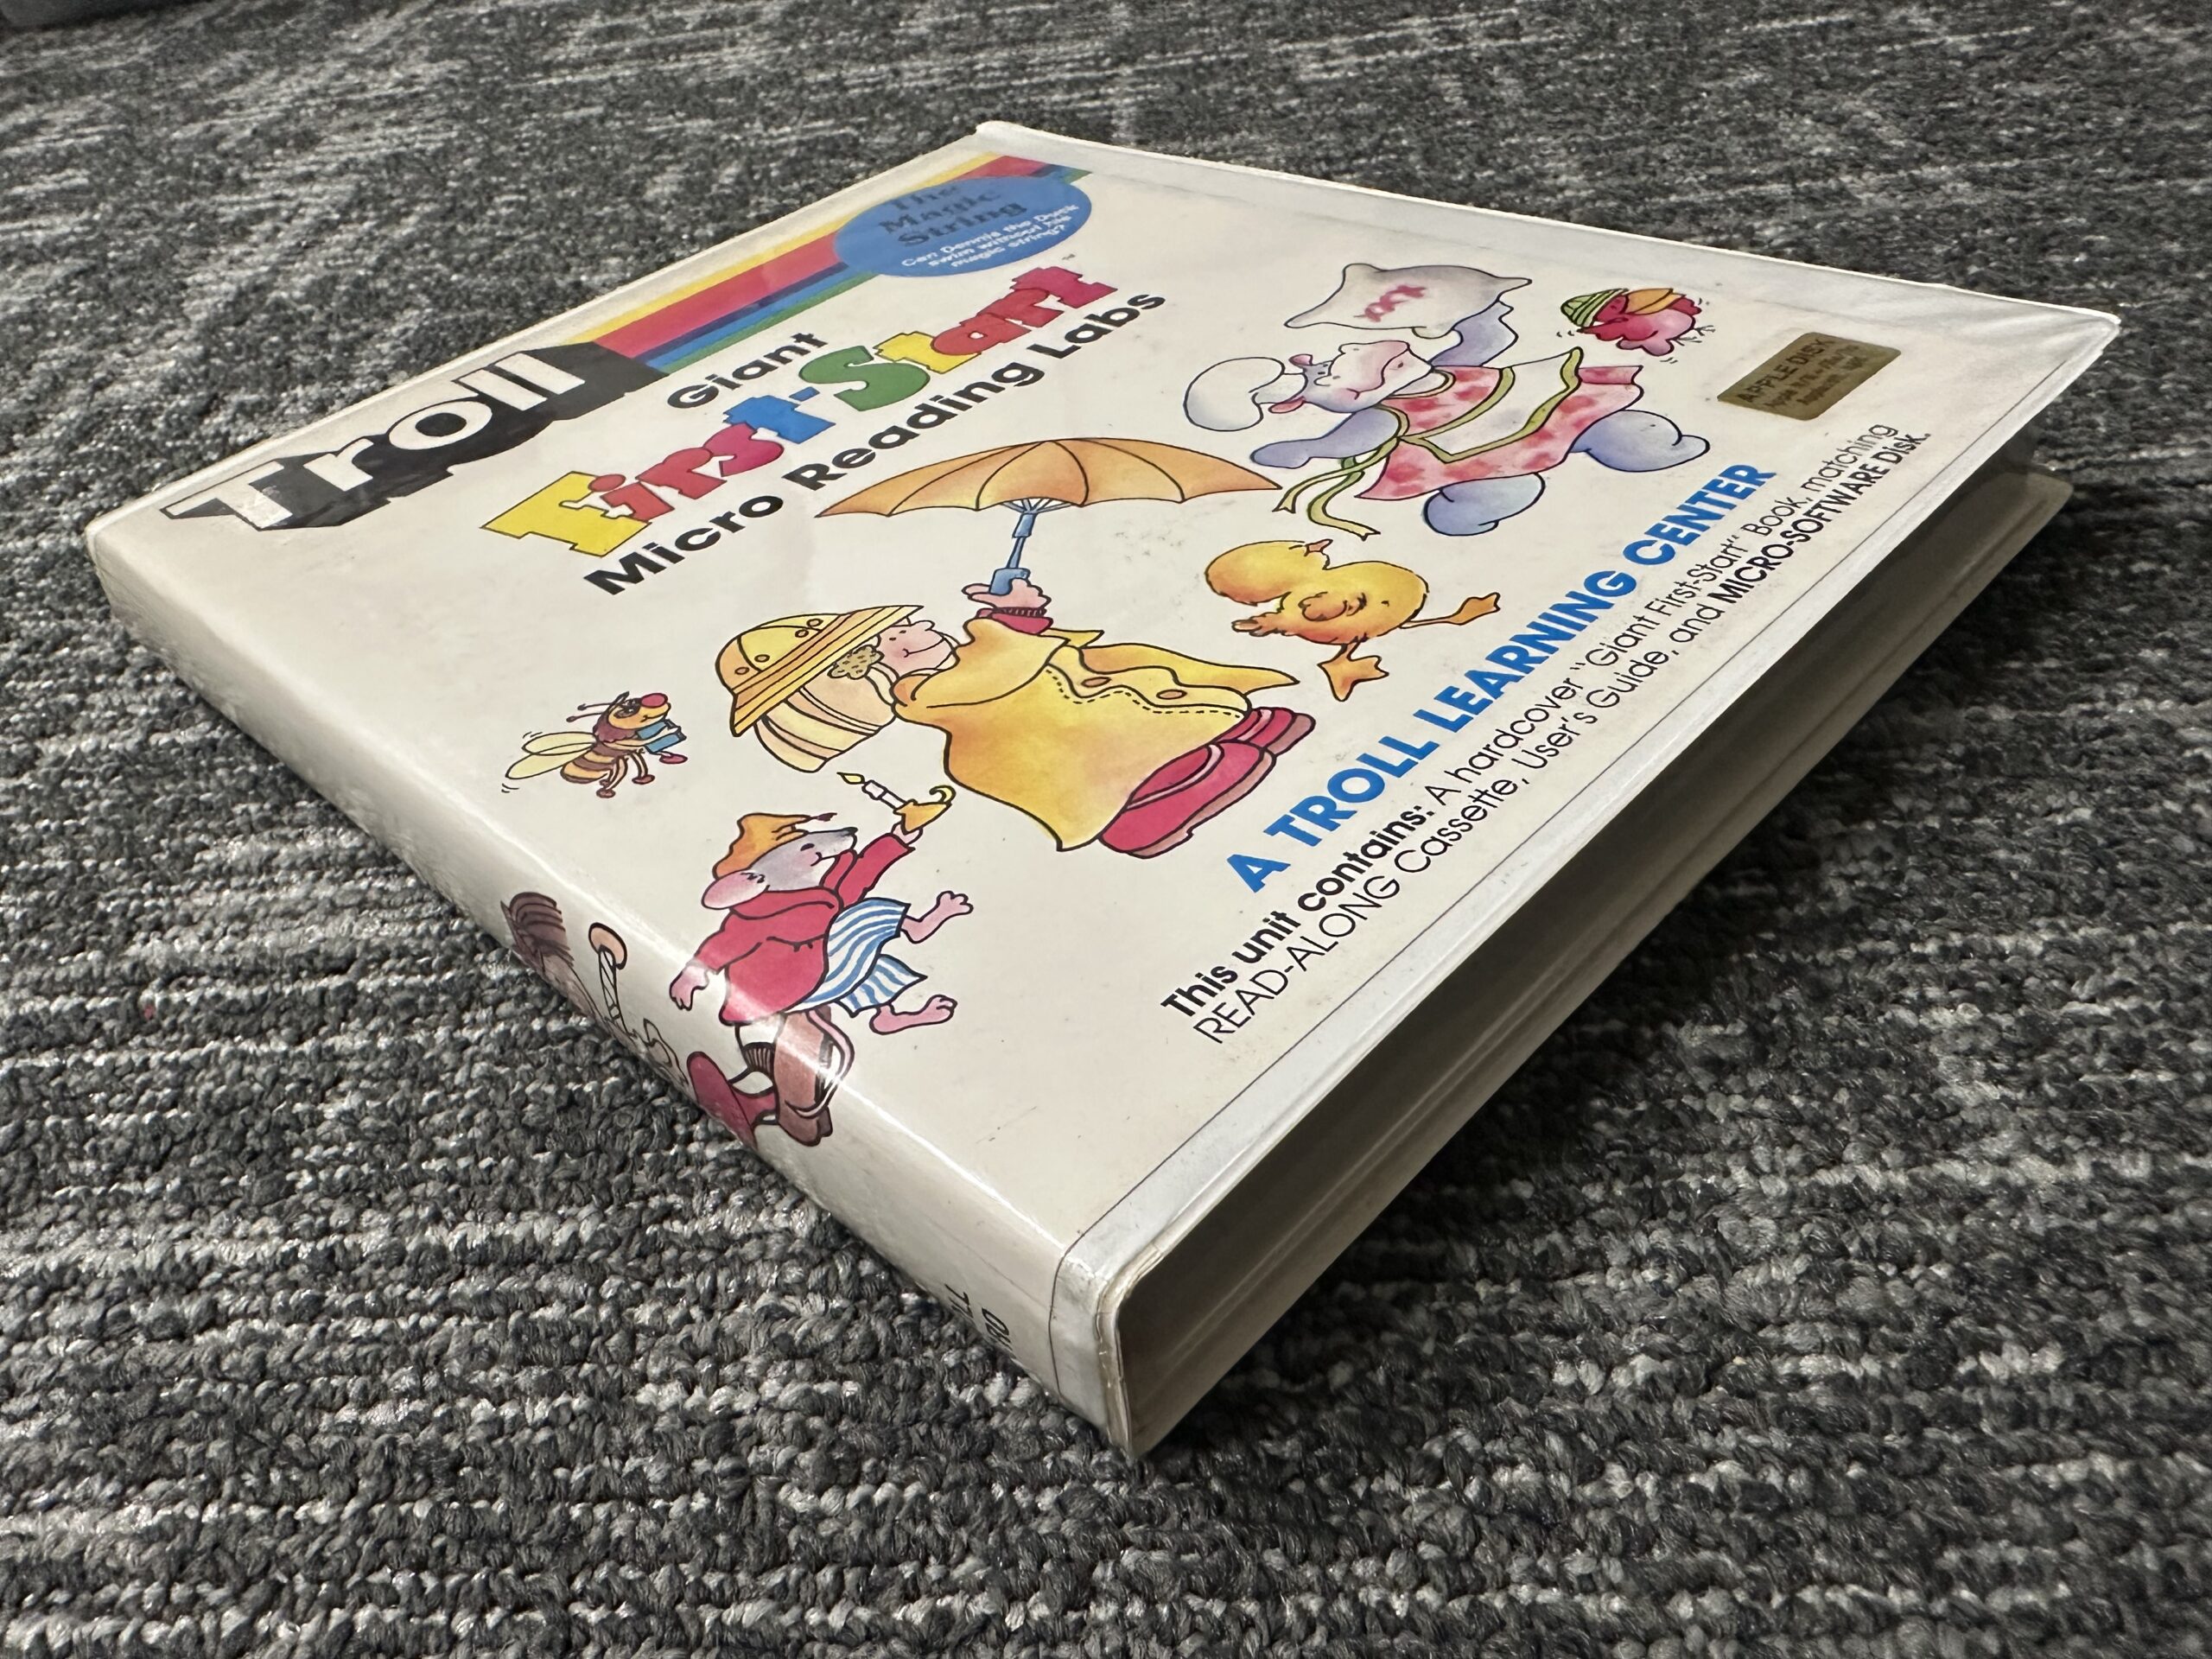 Troll
The
Magic
String
Can Dennis the Duck
swim without his
magic string?
Giant
First-Start™
Micro Reading Labs
art
APPLE DISK
A TROLL LEARNING CENTER
This unit contains: A hardcover "Giant First-Start" Book, matching
READ-ALONG Cassette, User's Guide, and MICRO-SOFTWARE Disk.